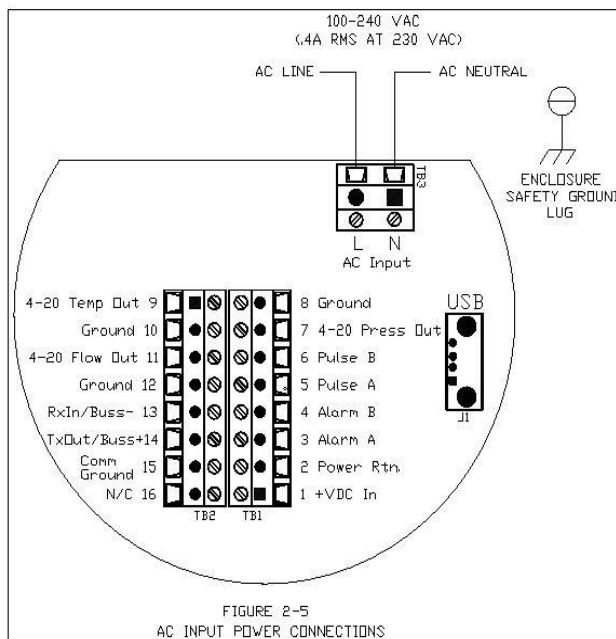 100-240 VAC
(.4A RMS AT 230 VAC)
AC LINE
AC NEUTRAL
TB3
ENCLOSURE
SAFETY GROUND
LUG
L N
AC Input
4-20 Temp Out 9
Ground 10
4-20 Flow Out 11
Ground 12
RxIn/Buss- 13
TxOut/Buss+14
Comm
Ground 15
N/C 16
8 Ground
7 4-20 Press Out
6 Pulse B
5 Pulse A
4 Alarm B
3 Alarm A
2 Power Rtn.
1 +VDC In
TB2 TB1
USB
J1
FIGURE 2-5
AC INPUT POWER CONNECTIONS